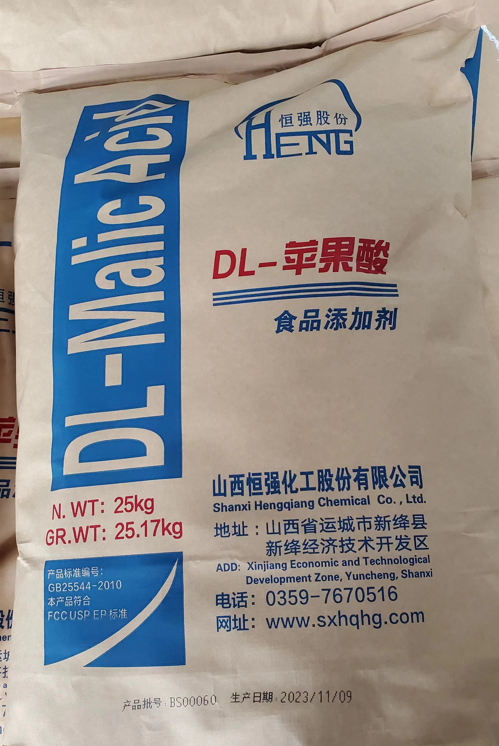 恒强股份
HENG
DL-Malic Acid
DL-苹果酸
食品添加剂
N. WT: 25kg
GR.WT: 25.17kg
山西恒强化工股份有限公司
Shanxi Hengqiang Chemical Co., Ltd.
地址:山西省运城市新绛县
新绛经济技术开发区
ADD: Xinjiang Economic and Technological
Development Zone, Yuncheng, Shanxi
电话: 0359-7670516
网址: www.sxhqhg.com
产品标准编号:
GB25544-2010
本产品符合
FCC USP EP 标准
产品批号: BS00060 生产日期: 2023/11/09